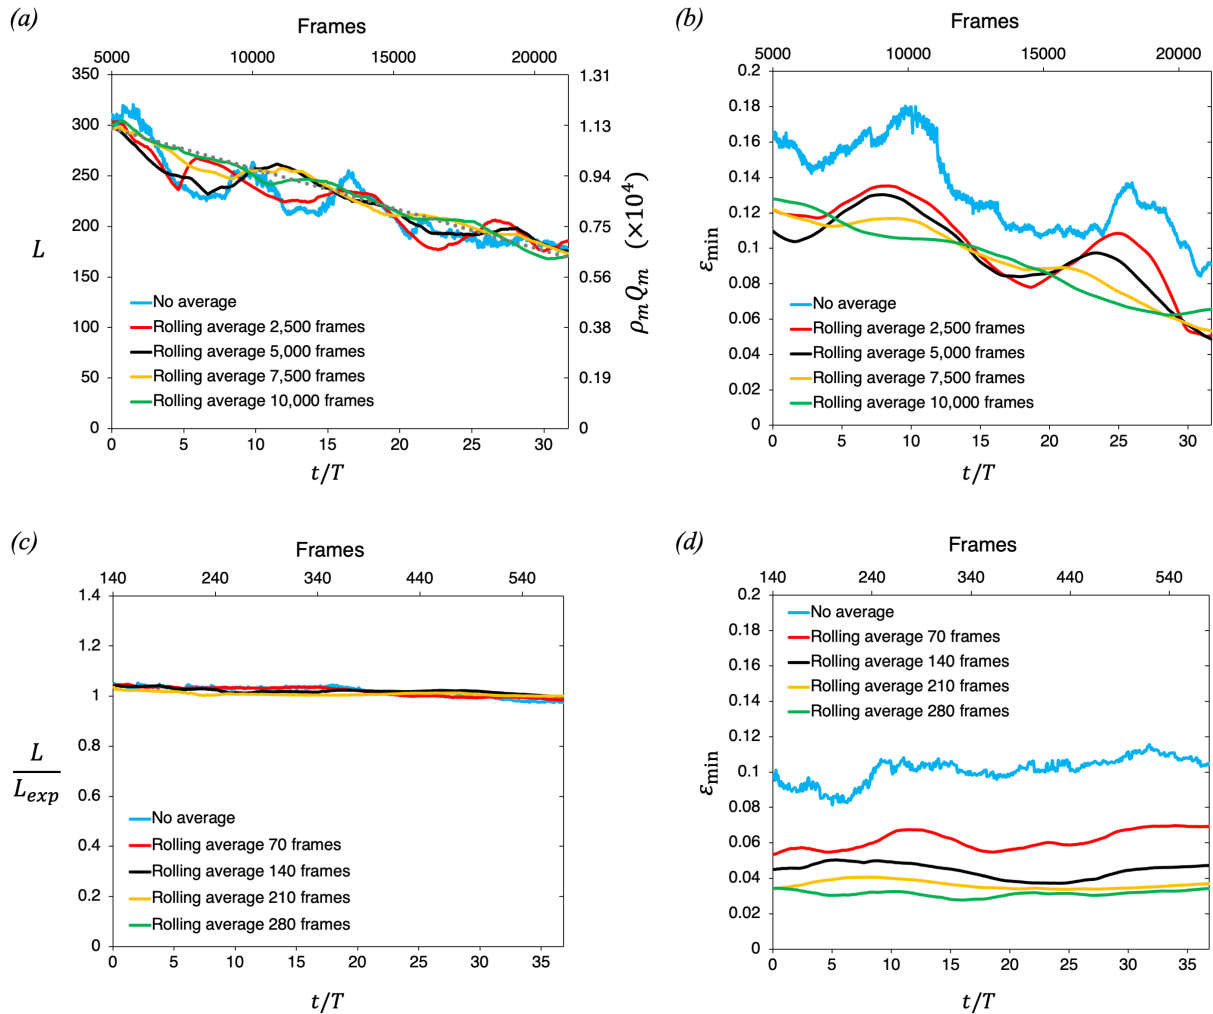 (a)
Frames
5000 10000 15000 20000
350 300 250 200 150 100 50 0
L
1.31 1.13 0.94 0.75 0.56 0.38 0.19 0
ρm Qm (×10⁴)
No average
Rolling average 2,500 frames
Rolling average 5,000 frames
Rolling average 7,500 frames
Rolling average 10,000 frames
0 5 10 15 20 25 30
t/T
(b)
Frames
5000 10000 15000 20000
0.2 0.18 0.16 0.14 0.12 0.1 0.08 0.06 0.04 0.02 0
εmin
No average
Rolling average 2,500 frames
Rolling average 5,000 frames
Rolling average 7,500 frames
Rolling average 10,000 frames
0 5 10 15 20 25 30
t/T
(c)
Frames
140 240 340 440 540
1.4 1.2 1 0.8 0.6 0.4 0.2 0
L
Lexp
No average
Rolling average 70 frames
Rolling average 140 frames
Rolling average 210 frames
Rolling average 280 frames
0 5 10 15 20 25 30 35
t/T
(d)
Frames
140 240 340 440 540
0.2 0.18 0.16 0.14 0.12 0.1 0.08 0.06 0.04 0.02 0
εmin
No average
Rolling average 70 frames
Rolling average 140 frames
Rolling average 210 frames
Rolling average 280 frames
0 5 10 15 20 25 30 35
t/T